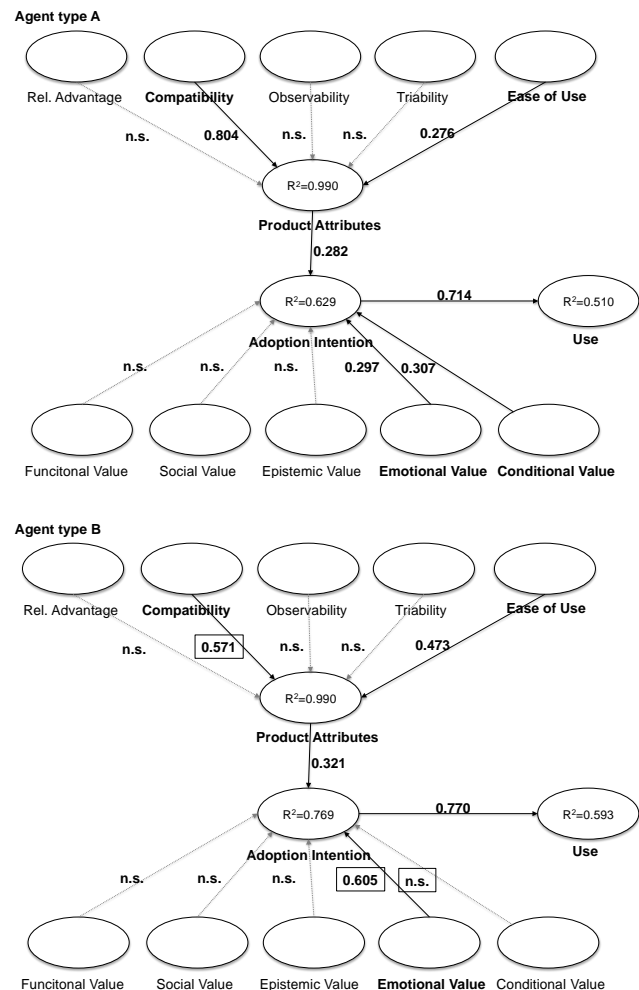 Agent type A
Rel. Advantage Compatibility Observability Triability Ease of Use
n.s. 0.804 n.s. n.s. 0.276
R²=0.990
Product Attributes
0.282
R²=0.629 0.714 R²=0.510
Adoption Intention Use
n.s. n.s. n.s. 0.297 0.307
Funcitonal Value Social Value Epistemic Value Emotional Value Conditional Value
Agent type B
Rel. Advantage Compatibility Observability Triability Ease of Use
n.s. 0.571 n.s. n.s. 0.473
R²=0.990
Product Attributes
0.321
R²=0.769 0.770 R²=0.593
Adoption Intention Use
n.s. n.s. n.s. 0.605 n.s.
Funcitonal Value Social Value Epistemic Value Emotional Value Conditional Value